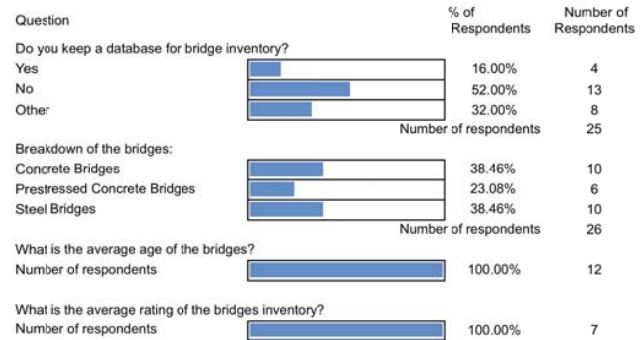 Question % of Respondents Number of Respondents
Do you keep a database for bridge inventory?
Yes 16.00% 4
No 52.00% 13
Other 32.00% 8
Number of respondents 25
Breakdown of the bridges:
Concrete Bridges 38.46% 10
Prestressed Concrete Bridges 23.08% 6
Steel Bridges 38.46% 10
Number of respondents 26
What is the average age of the bridges?
Number of respondents 100.00% 12
What is the average rating of the bridges inventory?
Number of respondents 100.00% 7